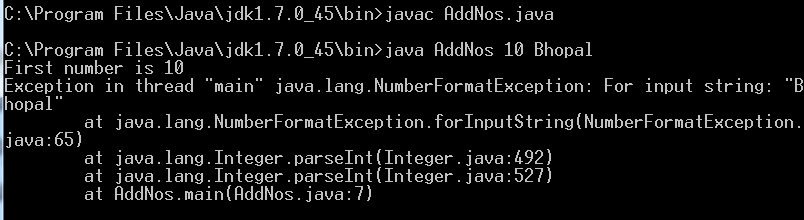 C:\Program Files\Java\jdk1.7.0_45\bin>javac AddNos.java
C:\Program Files\Java\jdk1.7.0_45\bin>java AddNos 10 Bhopal
First number is 10
Exception in thread "main" java.lang.NumberFormatException: For input string: "B
hopal"
        at java.lang.NumberFormatException.forInputString(NumberFormatException.
java:65)
        at java.lang.Integer.parseInt(Integer.java:492)
        at java.lang.Integer.parseInt(Integer.java:527)
        at AddNos.main(AddNos.java:7)